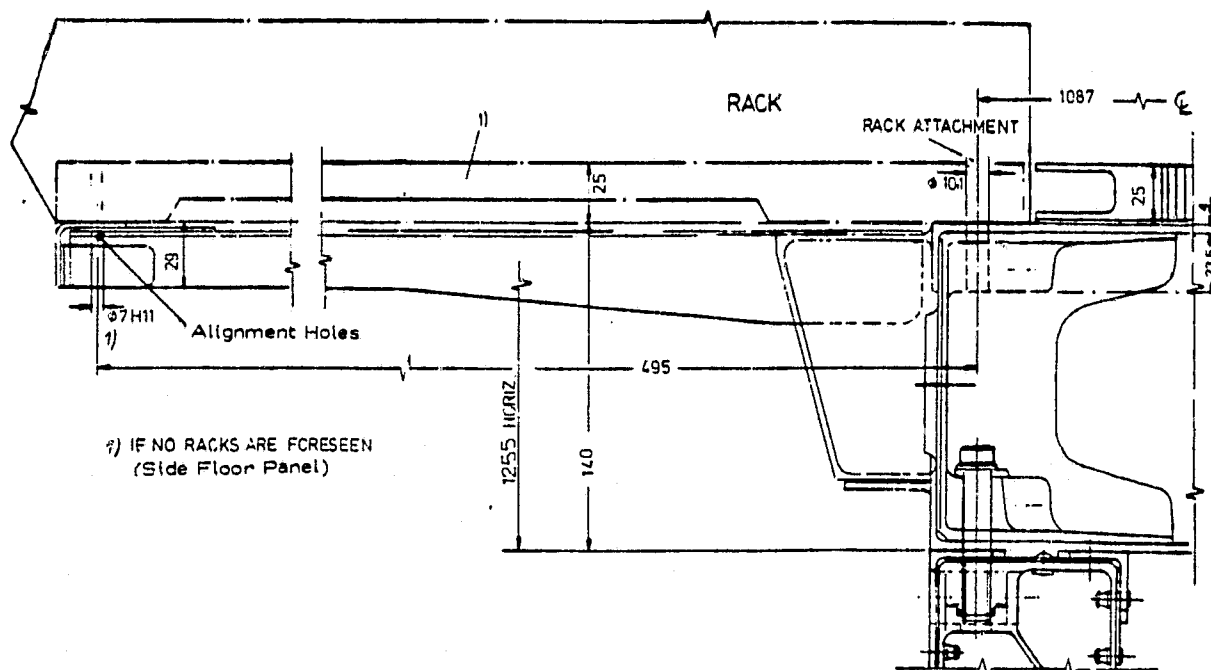 RACK
1087
℄
RACK ATTACHMENT
1)
25
ϕ 10,1
25
4
29
ϕ7H11
1)
Alignment Holes
495
1255 HORIZ
140
1) IF NO RACKS ARE FORESEEN
(Side Floor Panel)